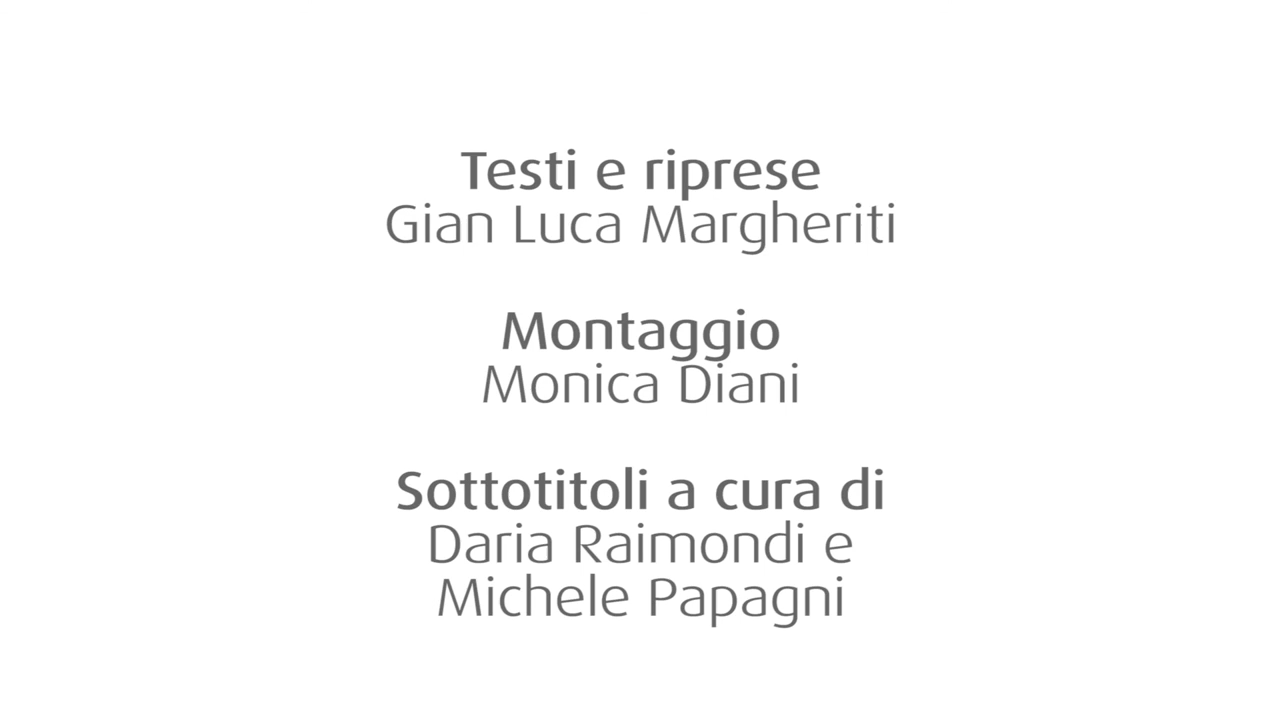 Testi e riprese
Gian Luca Margheriti
Montaggio
Monica Diani
Sottotitoli a cura di
Daria Raimondi e
Michele Papagni